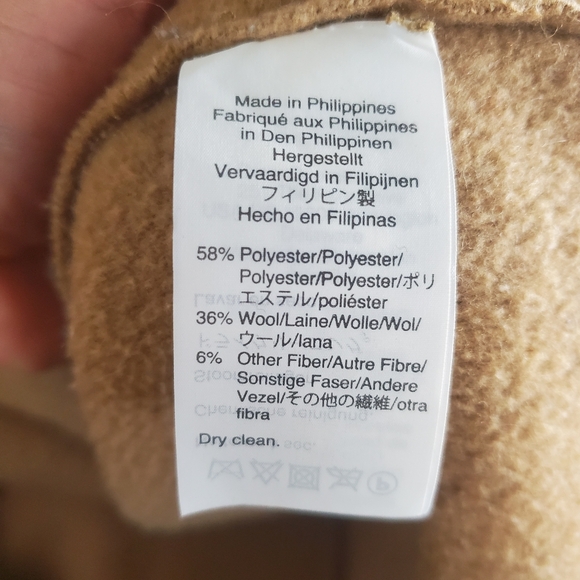 Made in Philippines
Fabriqué aux Philippines
in Den Philippinen
Hergestellt
Vervaardigd in Filipijnen
フィリピン製
Hecho en Filipinas
58% Polyester/Polyester/
Polyester/Polyester/ポリ
エステル/poliéster
36% Wool/Laine/Wolle/Wol/
ウール/lana
6% Other Fiber/Autre Fibre/
Sonstige Faser/Andere
Vezel/その他の繊維/otra
fibra
Dry clean.